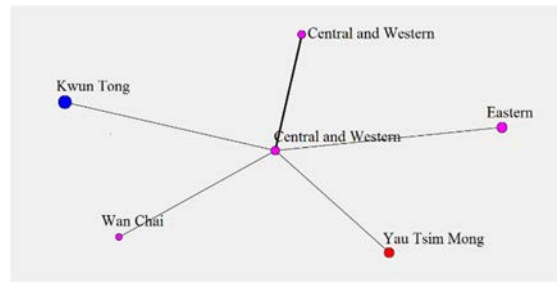 Central and Western
Kwun Tong
Eastern
Central and Western
Wan Chai
Yau Tsim Mong